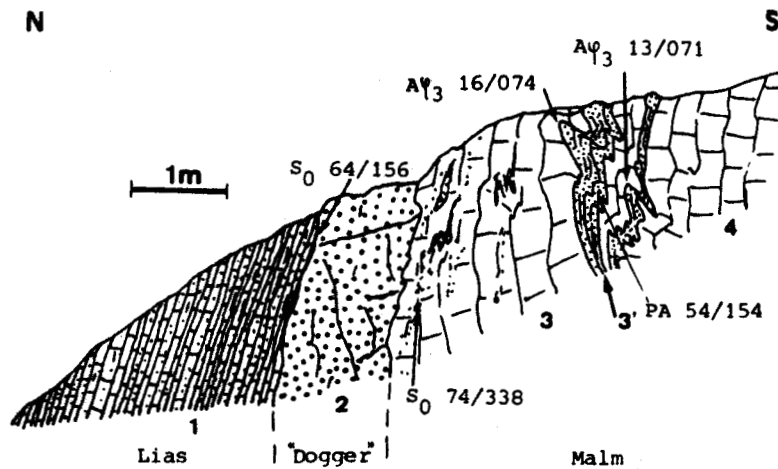 N S
Aφ₃ 13/071
Aφ₃ 16/074
1m
S₀ 64/156
4
3 3' PA 54/154
S₀ 74/338
1 2
Lias "Dogger" Malm